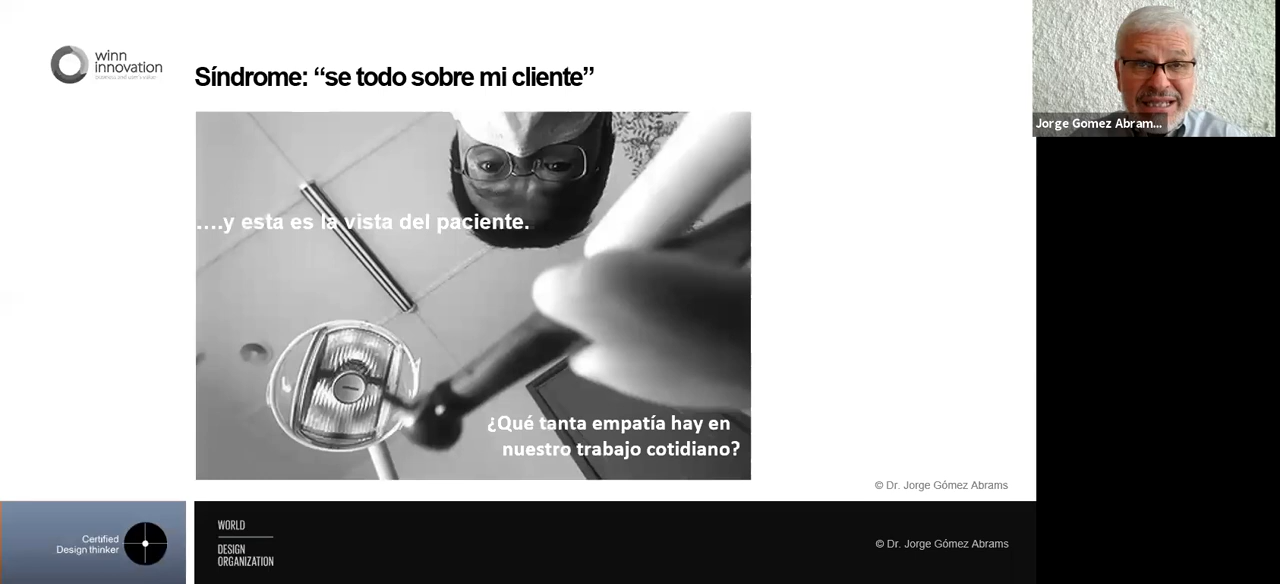 winn
innovation
Síndrome: “se todo sobre mi cliente”
Jorge Gomez Abram...
....y esta es la vista del paciente.
¿Qué tanta empatía hay en
nuestro trabajo cotidiano?
© Dr. Jorge Gómez Abrams
Certified
Design thinker
WORLD
DESIGN
ORGANIZATION
© Dr. Jorge Gómez Abrams